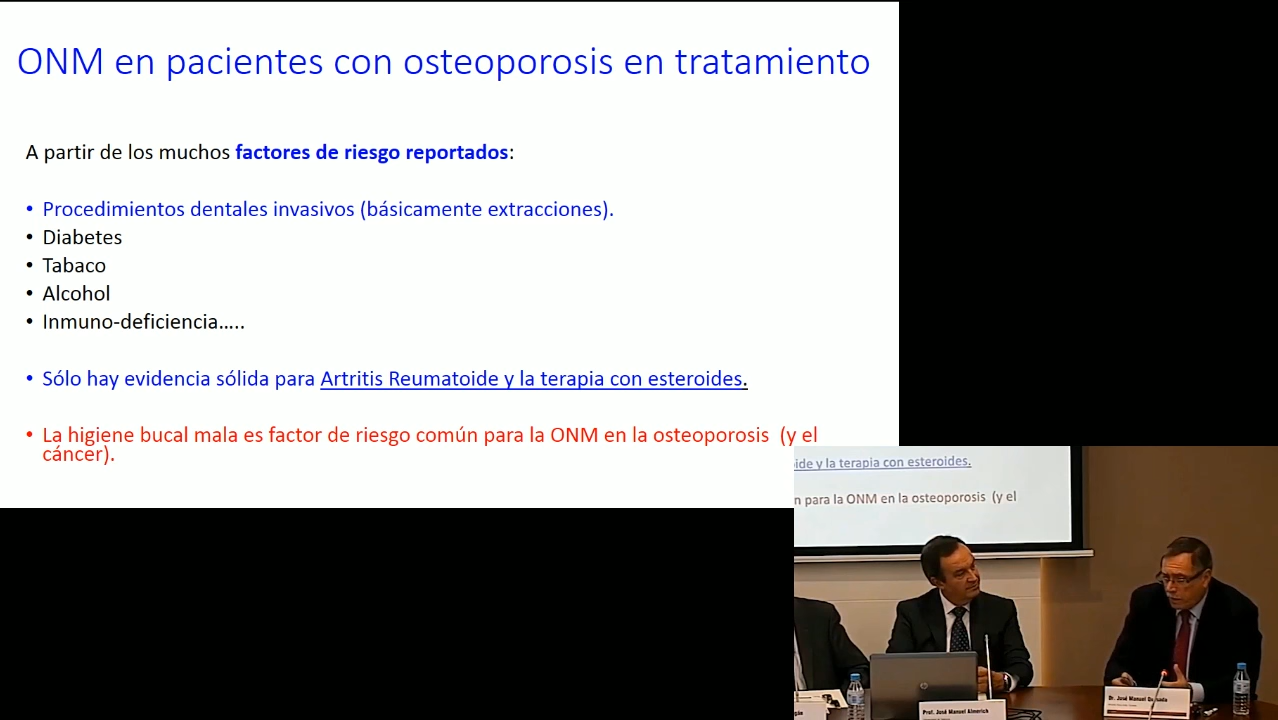 ONM en pacientes con osteoporosis en tratamiento
A partir de los muchos factores de riesgo reportados:
• Procedimientos dentales invasivos (básicamente extracciones).
• Diabetes
• Tabaco
• Alcohol
• Inmuno-deficiencia.....
• Sólo hay evidencia sólida para Artritis Reumatoide y la terapia con esteroides.
• La higiene bucal mala es factor de riesgo común para la ONM en la osteoporosis (y el
cáncer).
ide y la terapia con esteroides.
n para la ONM en la osteoporosis (y el
Prof. José Manuel Almerich
Dr. José Manuel